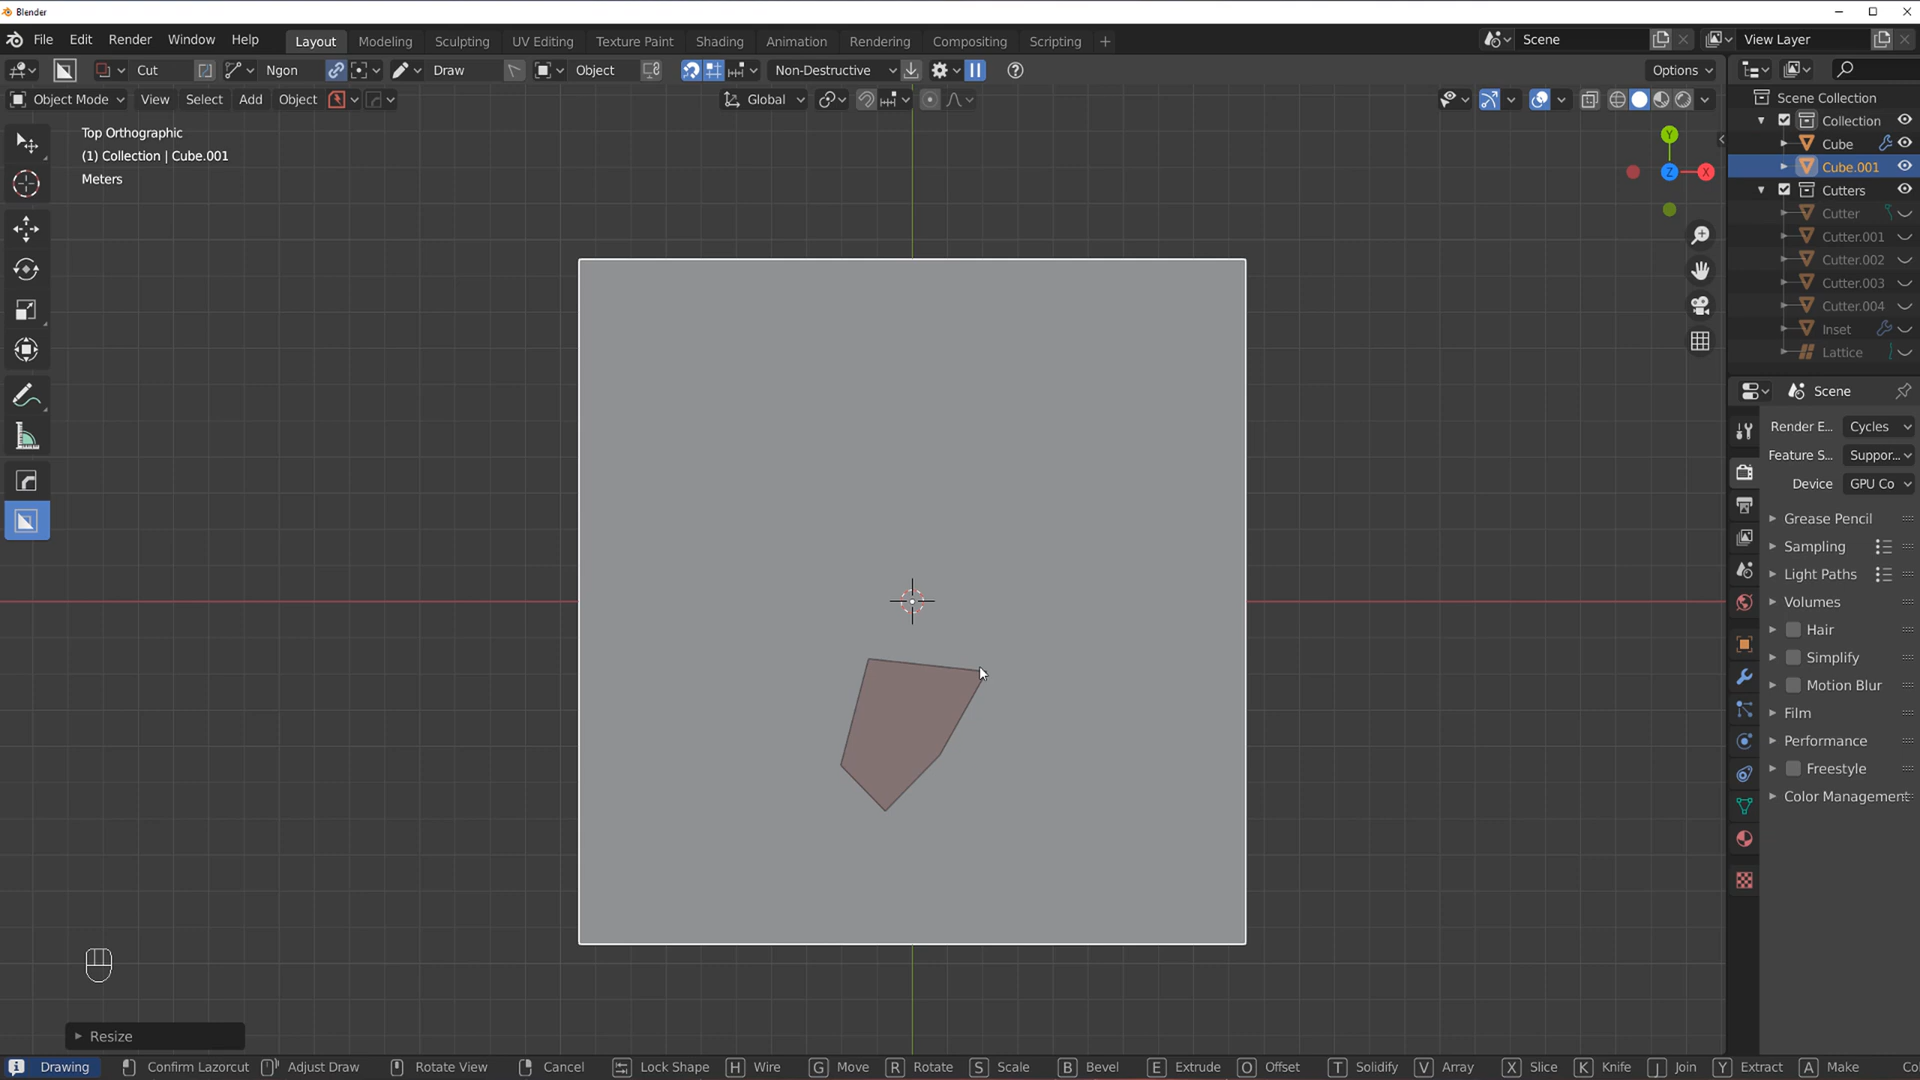 Blender
File Edit Render Window Help Layout Modeling Sculpting UV Editing Texture Paint Shading Animation Rendering Compositing Scripting + Scene View Layer
Cut Ngon Draw Object Non-Destructive Options
Object Mode View Select Add Object Global
Top Orthographic
(1) Collection | Cube.001
Meters
Y
Z X
Scene Collection
Collection
Cube
Cube.001
Cutters
Cutter
Cutter.001
Cutter.002
Cutter.003
Cutter.004
Inset
Lattice
Scene
Render E... Cycles
Feature S... Suppor...
Device GPU Co
Grease Pencil
Sampling
Light Paths
Volumes
Hair
Simplify
Motion Blur
Film
Performance
Freestyle
Color Management
Resize
Drawing Confirm Lazorcut Adjust Draw Rotate View Cancel Lock Shape H Wire G Move R Rotate S Scale B Bevel E Extrude O Offset T Solidify V Array X Slice K Knife J Join Y Extract A Make Co